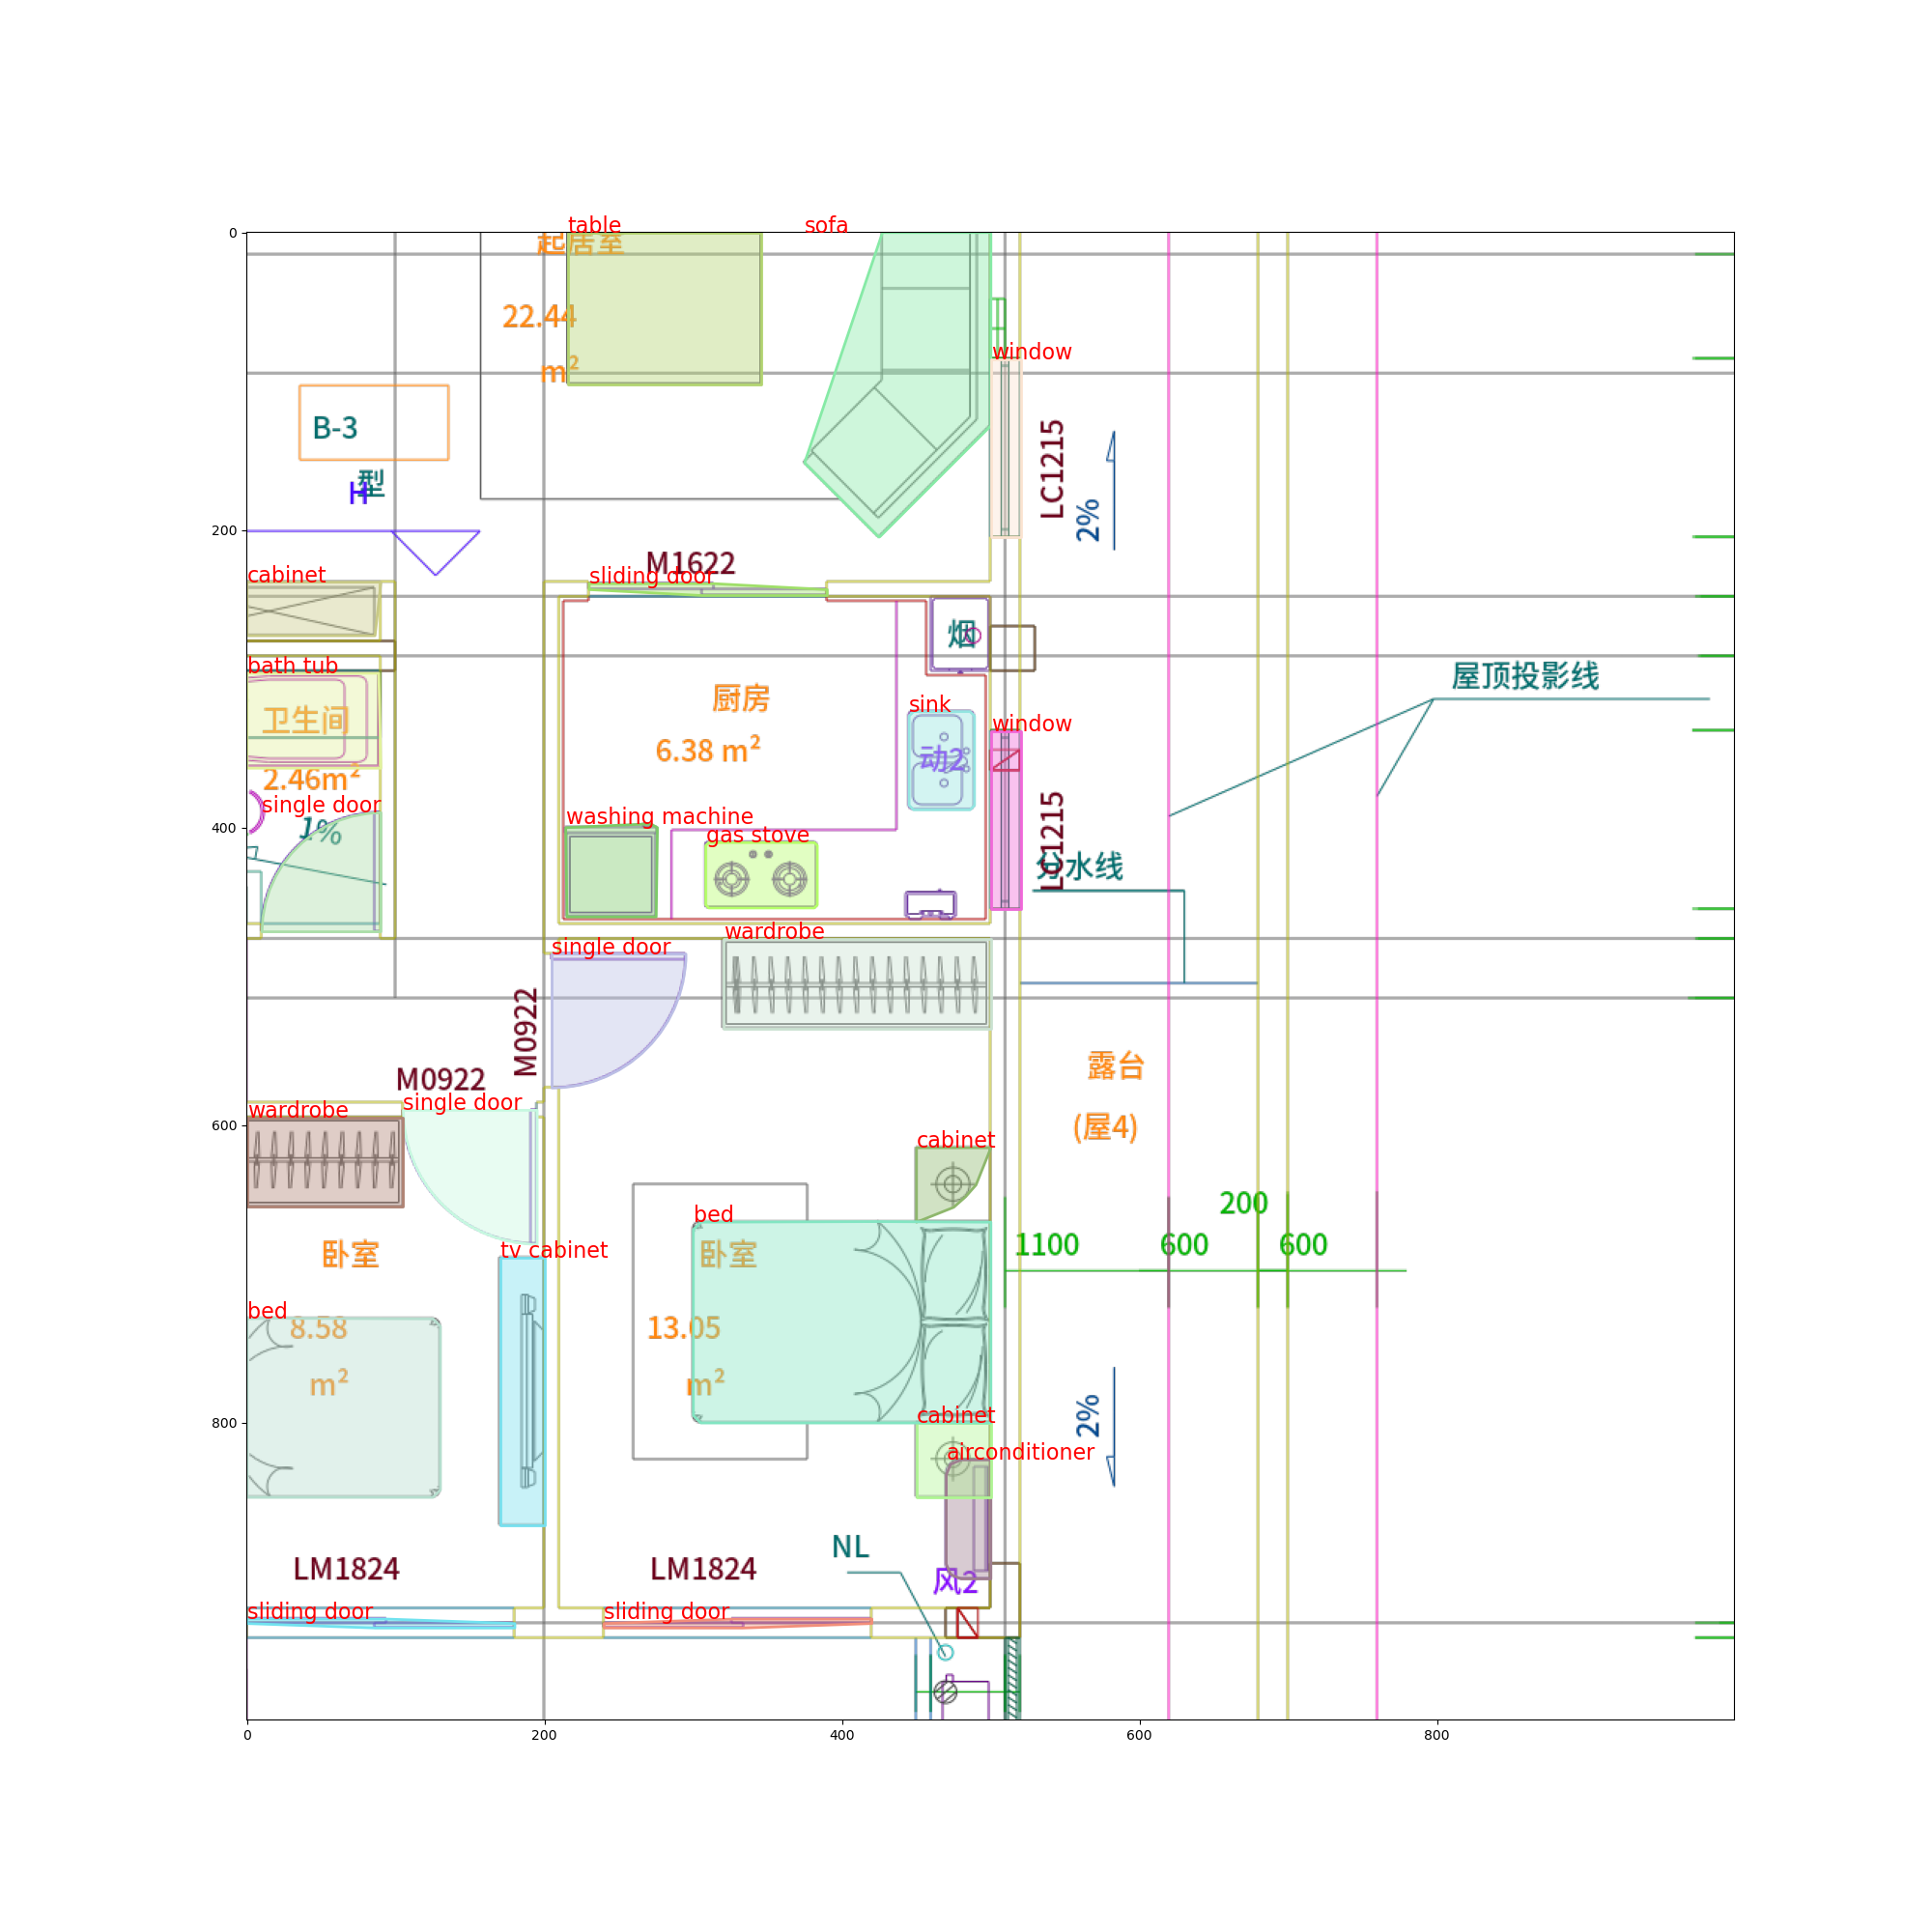 table
sofa
0
起居室
22.44
m²
window
B-3
型
H
LC1215
2%
200
M1622
sliding door
cabinet
烟
bath tub
卫生间
2.46m²
厨房
6.38 m²
sink
动2
window
屋顶投影线
single door
1%
washing machine
gas stove
400
LC1215
分水线
wardrobe
single door
M0922
M0922
露台
(屋4)
wardrobe
single door
600
cabinet
bed
200
1100
600
600
卧室
tv cabinet
卧室
bed
8.58
m²
13.05
m²
2%
800
cabinet
airconditioner
NL
LM1824
LM1824
风2
sliding door
sliding door
0
200
400
600
800